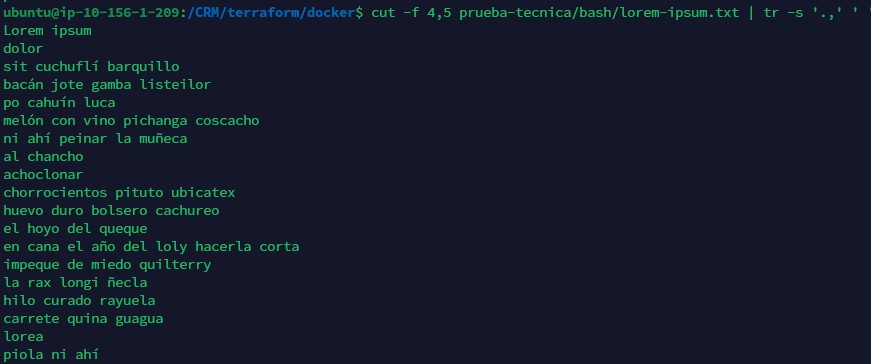 ubuntu@ip-10-156-1-209:/CRM/terraform/docker$ cut -f 4,5 prueba-tecnica/bash/lorem-ipsum.txt | tr -s '.,' ' '
Lorem ipsum
dolor
sit cuchuflí barquillo
bacán jote gamba listeilor
po cahuín luca
melón con vino pichanga coscacho
ni ahí peinar la muñeca
al chancho
achoclonar
chorrocientos pituto ubicatex
huevo duro bolsero cachureo
el hoyo del queque
en cana el año del loly hacerla corta
impeque de miedo quilterry
la rax longi ñecla
hilo curado rayuela
carrete quina guagua
lorea
piola ni ahí